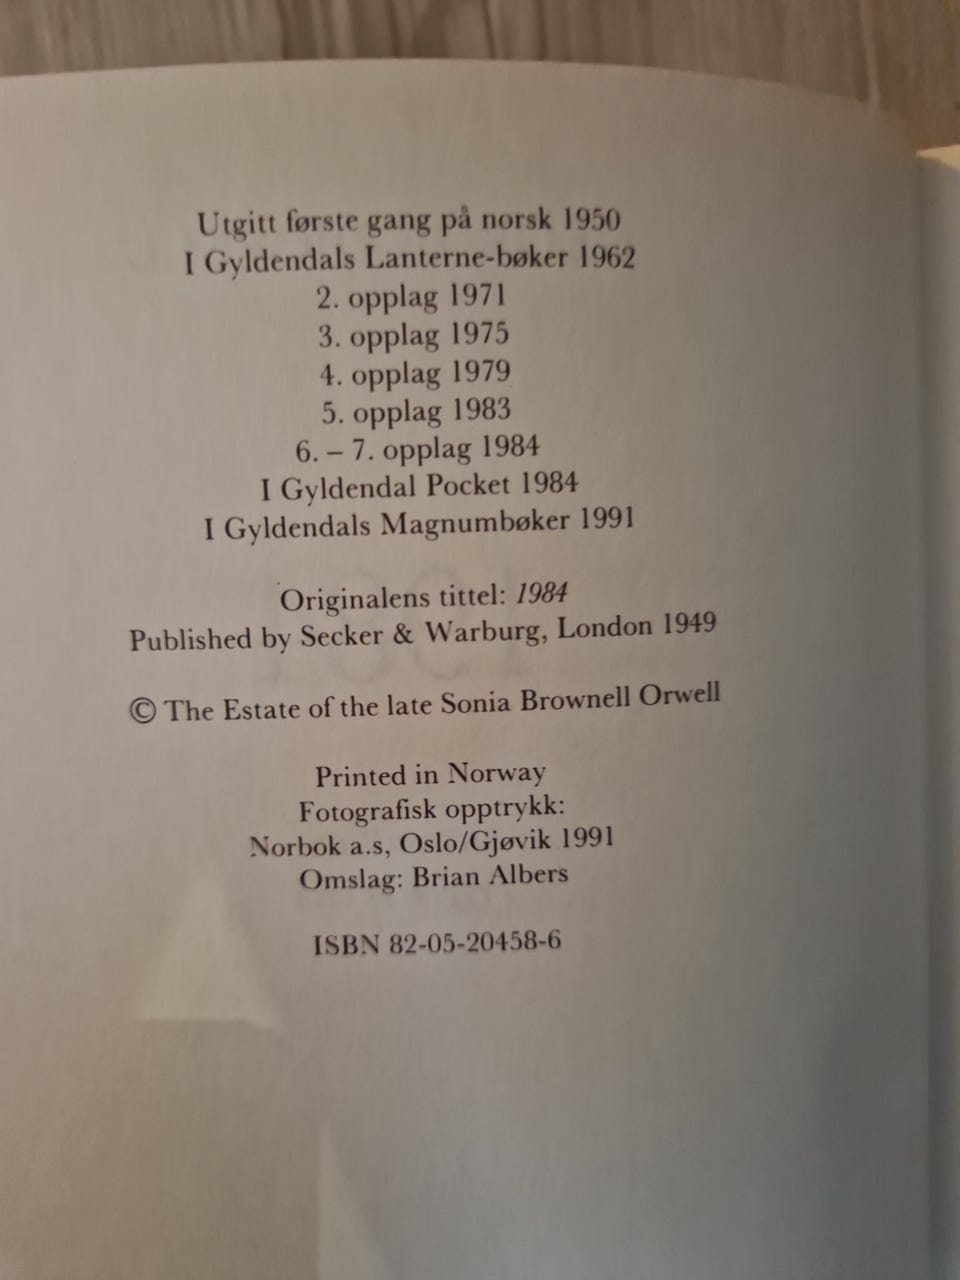 Utgitt første gang på norsk 1950
I Gyldendals Lanterne-bøker 1962
2. opplag 1971
3. opplag 1975
4. opplag 1979
5. opplag 1983
6. – 7. opplag 1984
I Gyldendal Pocket 1984
I Gyldendals Magnumbøker 1991
Originalens tittel: 1984
Published by Secker & Warburg, London 1949
© The Estate of the late Sonia Brownell Orwell
Printed in Norway
Fotografisk opptrykk:
Norbok a.s, Oslo/Gjøvik 1991
Omslag: Brian Albers
ISBN 82-05-20458-6